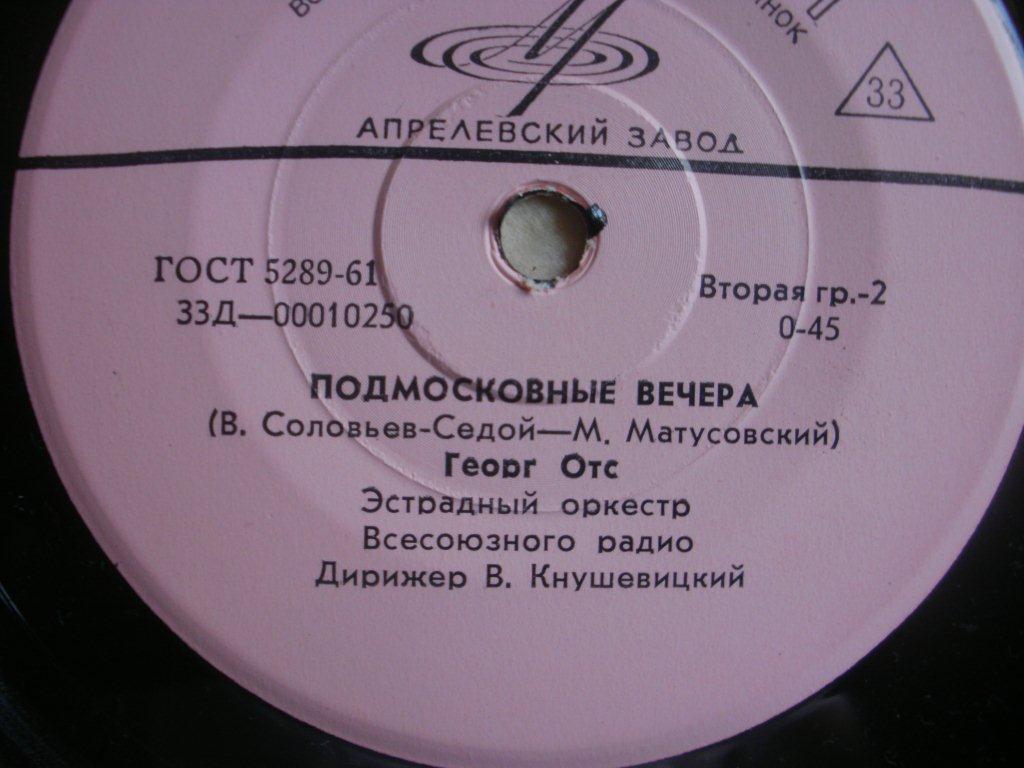 33
АПРЕЛЕВСКИЙ ЗАВОД
ГОСТ 5289-61
33Д—00010250
Вторая гр.-2
0-45
ПОДМОСКОВНЫЕ ВЕЧЕРА
(В. Соловьев-Седой—М. Матусовский)
Георг Отс
Эстрадный оркестр
Всесоюзного радио
Дирижер В. Кнушевицкий